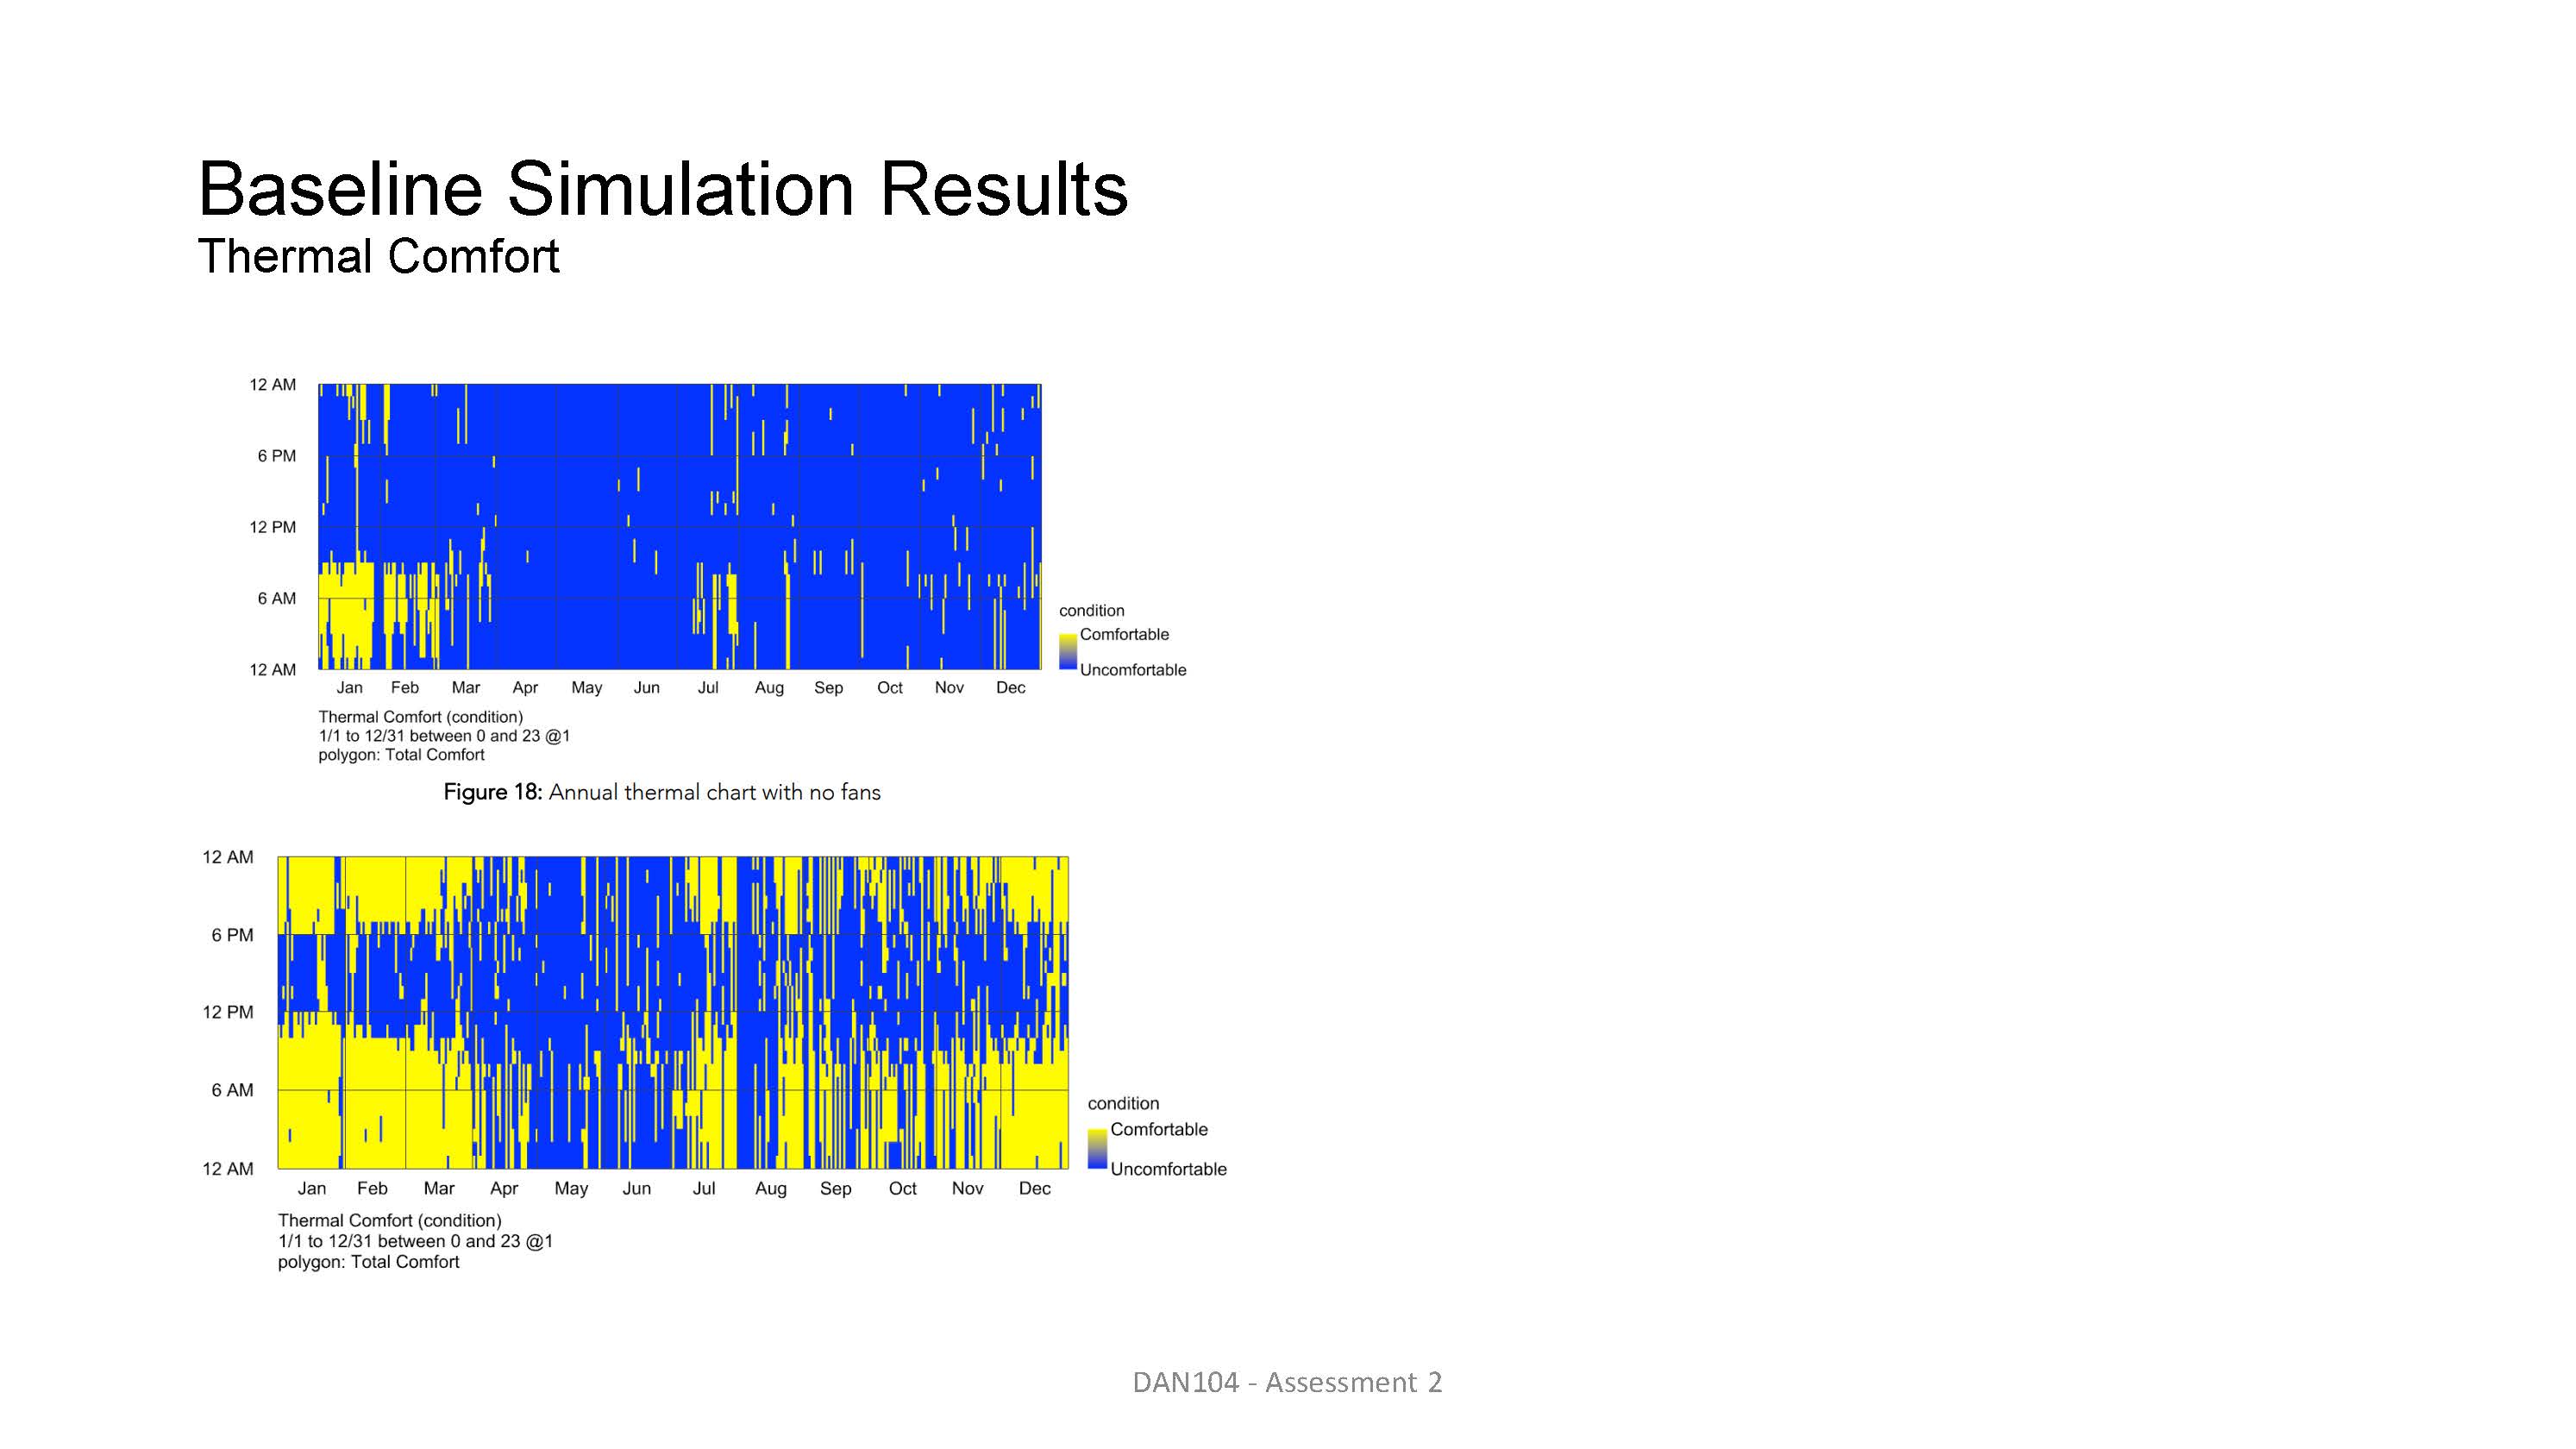 Baseline Simulation Results
Thermal Comfort
12 AM
6 PM
12 PM
6 AM
12 AM
Jan Feb Mar Apr May Jun Jul Aug Sep Oct Nov Dec
condition
Comfortable
Uncomfortable
Thermal Comfort (condition)
1/1 to 12/31 between 0 and 23 @1
polygon: Total Comfort
Figure 18: Annual thermal chart with no fans
12 AM
6 PM
12 PM
6 AM
12 AM
Jan Feb Mar Apr May Jun Jul Aug Sep Oct Nov Dec
condition
Comfortable
Uncomfortable
Thermal Comfort (condition)
1/1 to 12/31 between 0 and 23 @1
polygon: Total Comfort
DAN104 - Assessment 2